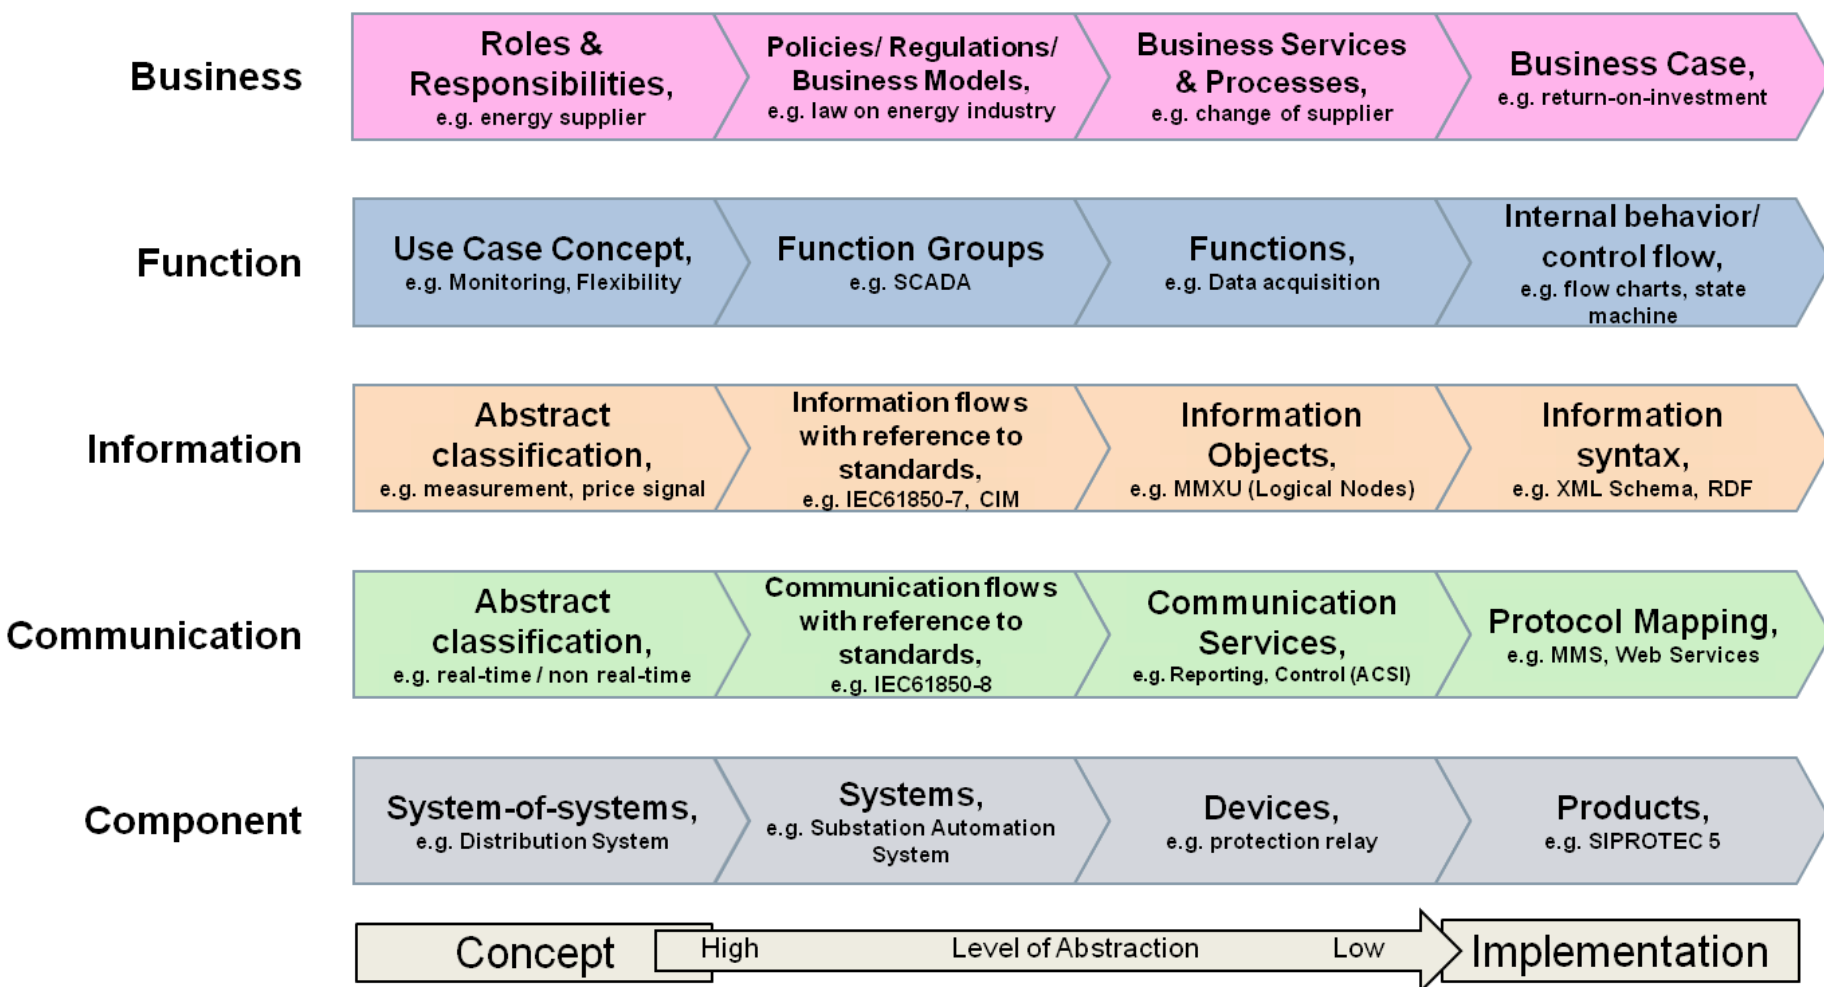 Business
Roles &
Responsibilities,
e.g. energy supplier
Policies/ Regulations/
Business Models,
e.g. law on energy industry
Business Services
& Processes,
e.g. change of supplier
Business Case,
e.g. return-on-investment
Function
Use Case Concept,
e.g. Monitoring, Flexibility
Function Groups
e.g. SCADA
Functions,
e.g. Data acquisition
Internal behavior/
control flow,
e.g. flow charts, state
machine
Information
Abstract
classification,
e.g. measurement, price signal
Information flows
with reference to
standards,
e.g. IEC61850-7, CIM
Information
Objects,
e.g. MMXU (Logical Nodes)
Information
syntax,
e.g. XML Schema, RDF
Communication
Abstract
classification,
e.g. real-time / non real-time
Communication flows
with reference to
standards,
e.g. IEC61850-8
Communication
Services,
e.g. Reporting, Control (ACSI)
Protocol Mapping,
e.g. MMS, Web Services
Component
System-of-systems,
e.g. Distribution System
Systems,
e.g. Substation Automation
System
Devices,
e.g. protection relay
Products,
e.g. SIPROTEC 5
Concept
High Level of Abstraction Low
Implementation